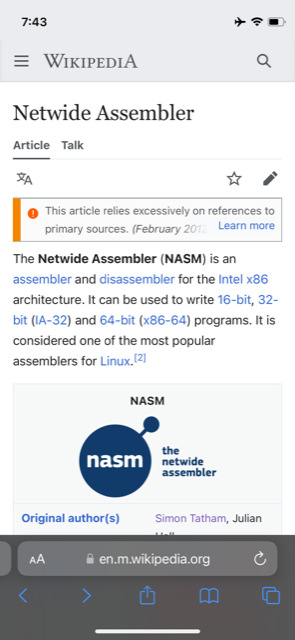 7:43
WIKIPEDIA
Netwide Assembler
Article Talk
This article relies excessively on references to
primary sources. (February 201 Learn more
The Netwide Assembler (NASM) is an
assembler and disassembler for the Intel x86
architecture. It can be used to write 16-bit, 32-
bit (IA-32) and 64-bit (x86-64) programs. It is
considered one of the most popular
assemblers for Linux.[2]
NASM
nasm
the
netwide
assembler
Original author(s) Simon Tatham, Julian
AA en.m.wikipedia.org